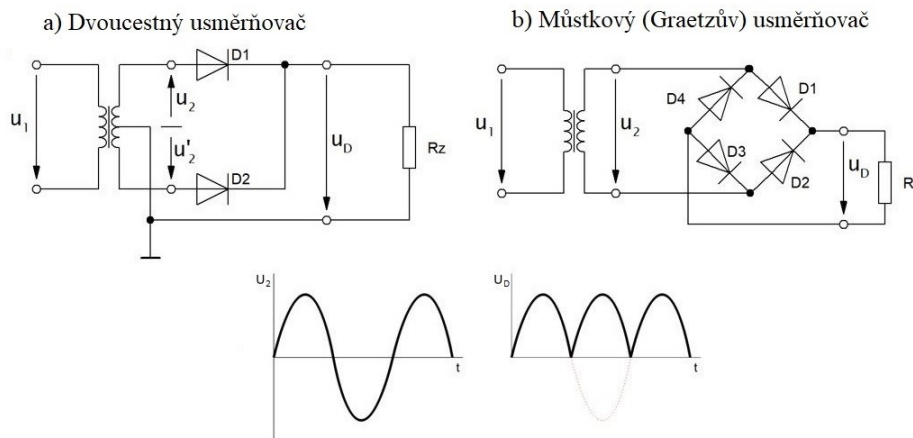 a) Dvoucestný usměrňovač
b) Můstkový (Graetzův) usměrňovač
D1
u1
u2
u'2
uD
Rz
D2
u1
u2
D4
D1
D3
D2
uD
R
U2
t
UD
t